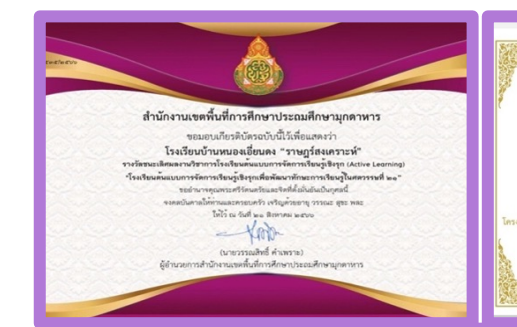 สำนักงานเขตพื้นที่การศึกษาประถมศึกษามุกดาหาร
ขอมอบเกียรติบัตรฉบับนี้ไว้เพื่อแสดงว่า
โรงเรียนบ้านหนองเอี่ยนดง "ราษฎร์สงเคราะห์"
รางวัลชนะเลิศผลงานวิชาการโรงเรียนต้นแบบการจัดการเรียนรู้เชิงรุก (Active Learning)
"โรงเรียนต้นแบบการจัดการเรียนรู้เชิงรุกเพื่อพัฒนาทักษะการเรียนรู้ในศตวรรษที่ ๒๑"
ขออำนาจคุณพระศรีรัตนตรัยและจิตที่ตั้งมั่นอันเป็นกุศลนี้
จงดลบันดาลให้ท่านและครอบครัว เจริญด้วยอายุ วรรณะ สุขะ พละ
ให้ไว้ ณ วันที่ ๒๑ สิงหาคม ๒๕๖๖
(นายวรรณสิทธิ์ คำเพราะ)
ผู้อำนวยการสำนักงานเขตพื้นที่การศึกษาประถมศึกษามุกดาหาร